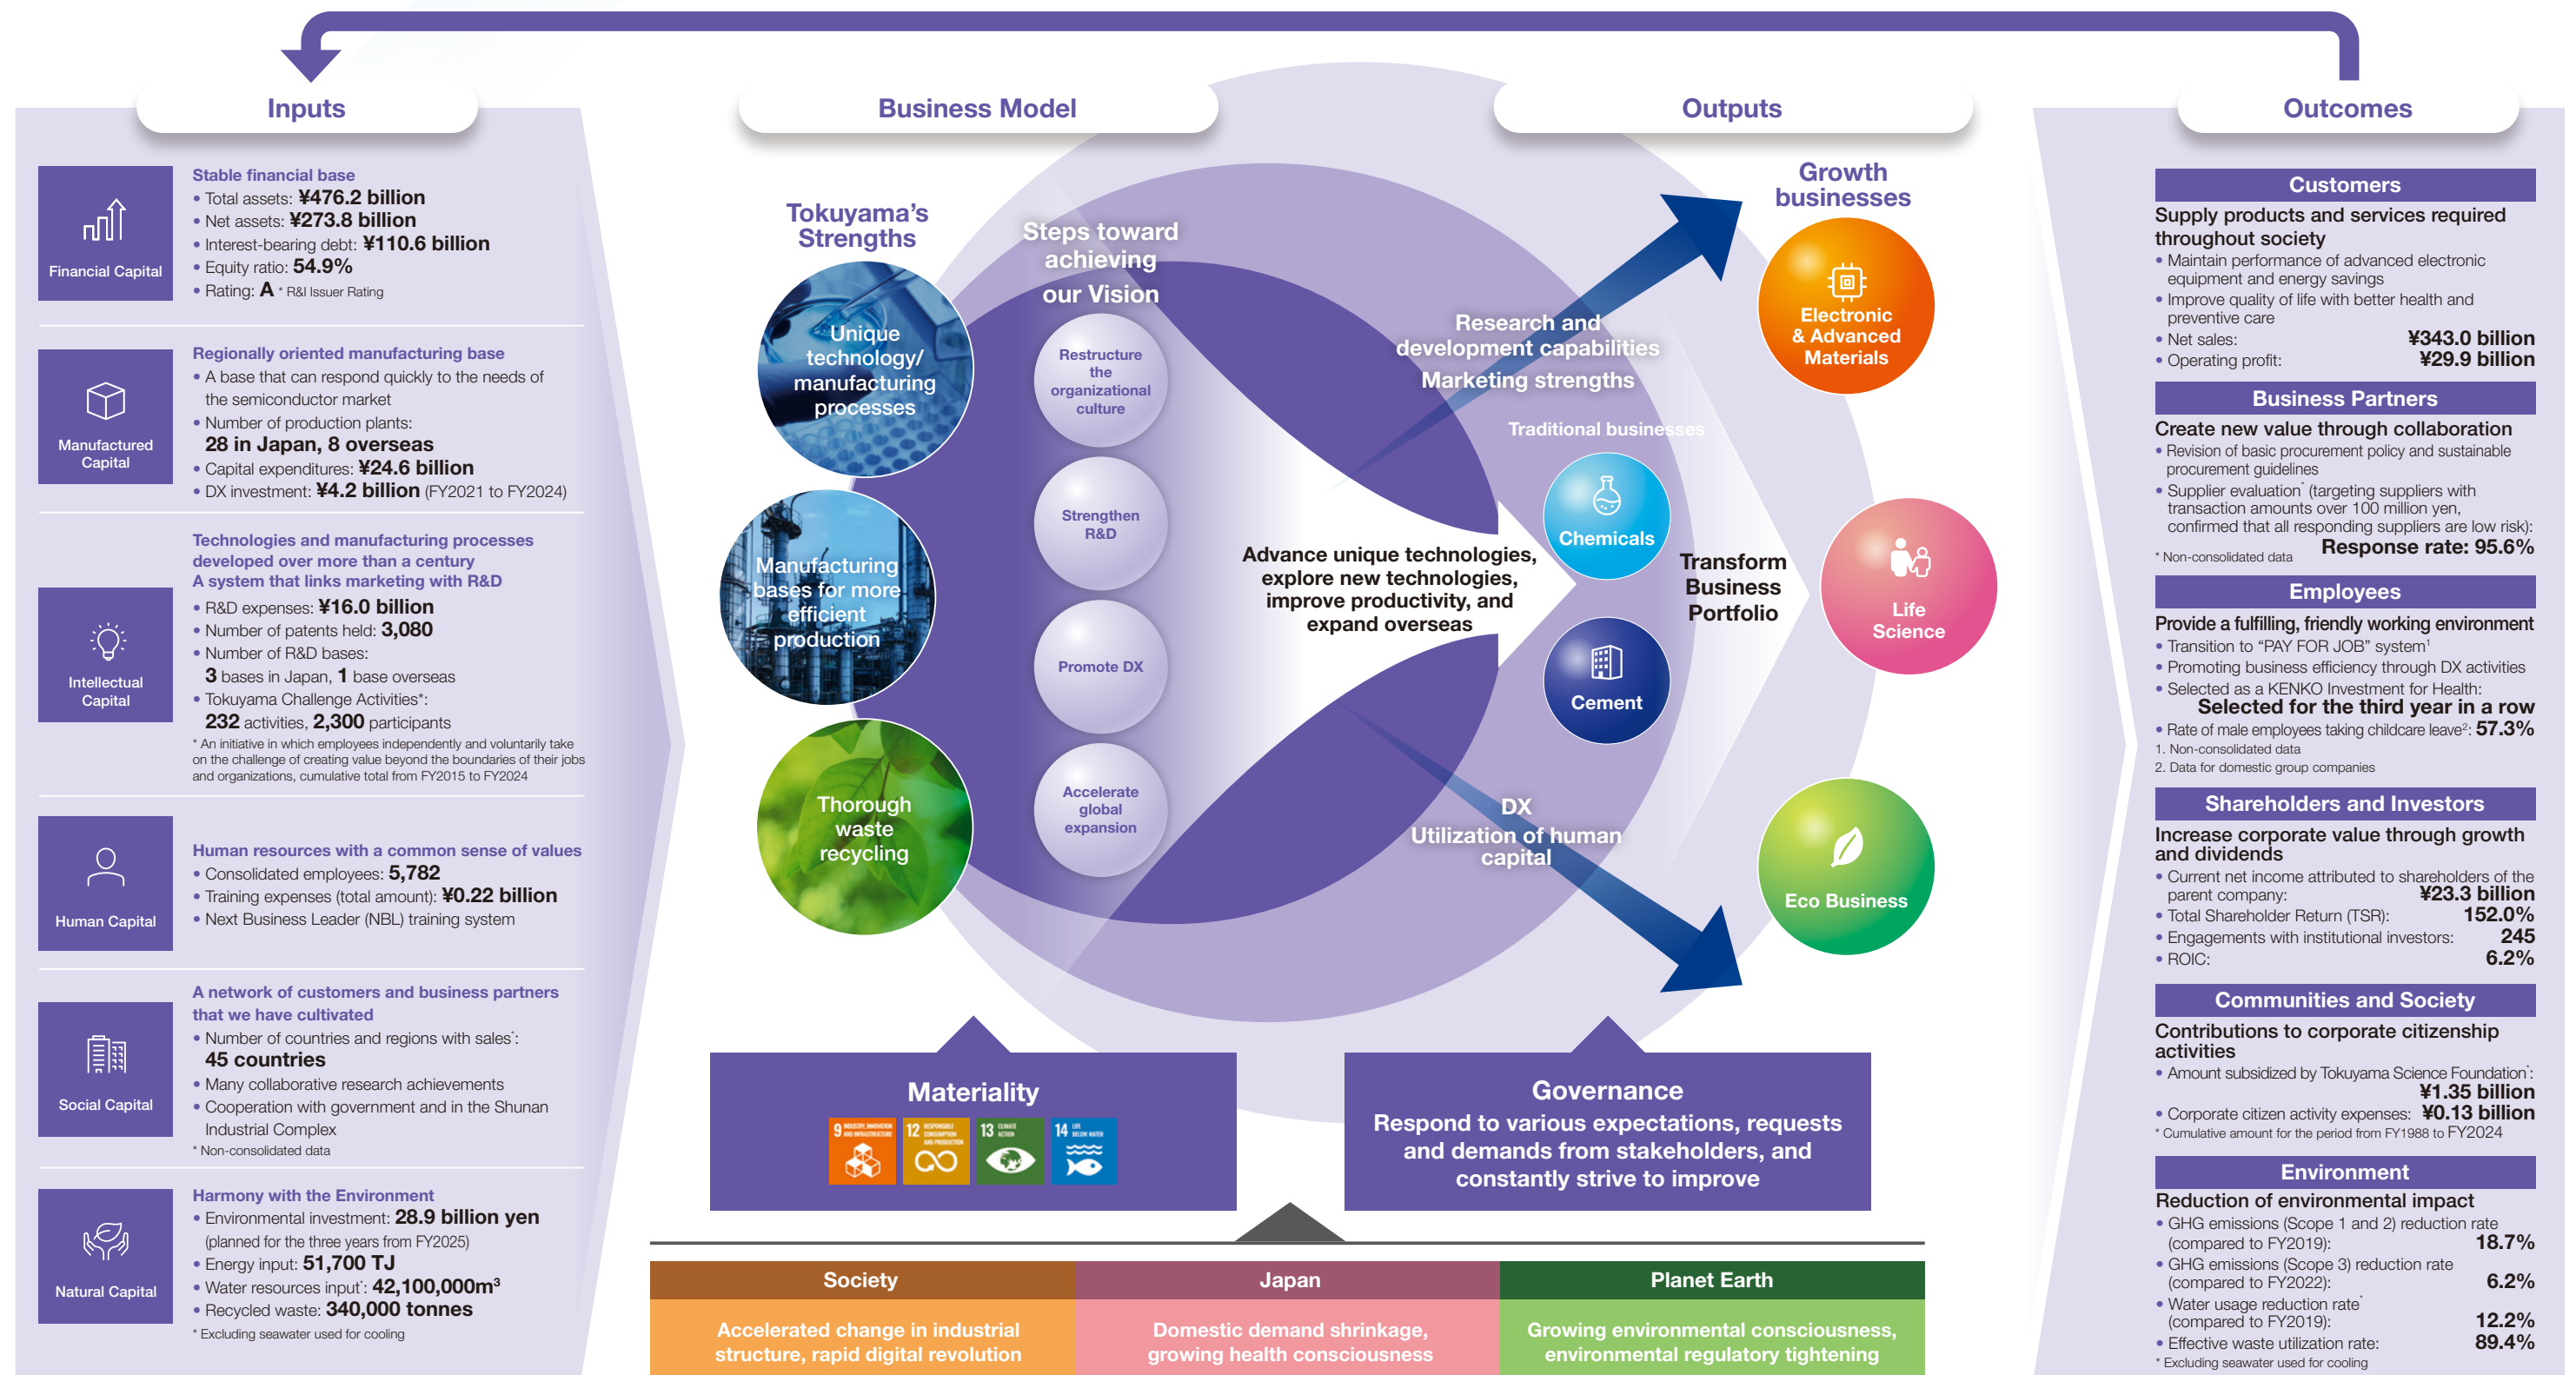 Inputs
Financial Capital
Stable financial base
• Total assets: ¥476.2 billion
• Net assets: ¥273.8 billion
• Interest-bearing debt: ¥110.6 billion
• Equity ratio: 54.9%
• Rating: A * R&I Issuer Rating
Manufactured
Capital
Regionally oriented manufacturing base
• A base that can respond quickly to the needs of
the semiconductor market
• Number of production plants:
28 in Japan, 8 overseas
• Capital expenditures: ¥24.6 billion
• DX investment: ¥4.2 billion (FY2021 to FY2024)
Intellectual
Capital
Technologies and manufacturing processes
developed over more than a century
A system that links marketing with R&D
• R&D expenses: ¥16.0 billion
• Number of patents held: 3,080
• Number of R&D bases:
3 bases in Japan, 1 base overseas
• Tokuyama Challenge Activities*:
232 activities, 2,300 participants
* An initiative in which employees independently and voluntarily take
on the challenge of creating value beyond the boundaries of their jobs
and organizations, cumulative total from FY2015 to FY2024
Human Capital
Human resources with a common sense of values
• Consolidated employees: 5,782
• Training expenses (total amount): ¥0.22 billion
• Next Business Leader (NBL) training system
Social Capital
A network of customers and business partners
that we have cultivated
• Number of countries and regions with sales*:
45 countries
• Many collaborative research achievements
• Cooperation with government and in the Shunan
Industrial Complex
* Non-consolidated data
Natural Capital
Harmony with the Environment
• Environmental investment: 28.9 billion yen
(planned for the three years from FY2025)
• Energy input: 51,700 TJ
• Water resources input*: 42,100,000m³
• Recycled waste: 340,000 tonnes
* Excluding seawater used for cooling
Business Model
Tokuyama's
Strengths
Unique
technology/
manufacturing
processes
Manufacturing
bases for more
efficient
production
Thorough
waste
recycling
Steps toward
achieving
our Vision
Restructure
the
organizational
culture
Strengthen
R&D
Promote DX
Accelerate
global
expansion
Advance unique technologies,
explore new technologies,
improve productivity, and
expand overseas
Outputs
Research and
development capabilities
Marketing strengths
Traditional businesses
Chemicals
Cement
DX
Utilization of human
capital
Transform
Business
Portfolio
Growth
businesses
Electronic
& Advanced
Materials
Life
Science
Eco Business
Materiality
9 INDUSTRY, INNOVATION
AND INFRASTRUCTURE
12 RESPONSIBLE
CONSUMPTION
AND PRODUCTION
13 CLIMATE
ACTION
14 LIFE
BELOW WATER
Governance
Respond to various expectations, requests
and demands from stakeholders, and
constantly strive to improve
Society
Accelerated change in industrial
structure, rapid digital revolution
Japan
Domestic demand shrinkage,
growing health consciousness
Planet Earth
Growing environmental consciousness,
environmental regulatory tightening
Outcomes
Customers
Supply products and services required
throughout society
• Maintain performance of advanced electronic
equipment and energy savings
• Improve quality of life with better health and
preventive care
• Net sales: ¥343.0 billion
• Operating profit: ¥29.9 billion
Business Partners
Create new value through collaboration
• Revision of basic procurement policy and sustainable
procurement guidelines
• Supplier evaluation* (targeting suppliers with
transaction amounts over 100 million yen,
confirmed that all responding suppliers are low risk):
Response rate: 95.6%
* Non-consolidated data
Employees
Provide a fulfilling, friendly working environment
• Transition to “PAY FOR JOB” system¹
• Promoting business efficiency through DX activities
• Selected as a KENKO Investment for Health:
Selected for the third year in a row
• Rate of male employees taking childcare leave²: 57.3%
1. Non-consolidated data
2. Data for domestic group companies
Shareholders and Investors
Increase corporate value through growth
and dividends
• Current net income attributed to shareholders of the
parent company: ¥23.3 billion
• Total Shareholder Return (TSR): 152.0%
• Engagements with institutional investors: 245
• ROIC: 6.2%
Communities and Society
Contributions to corporate citizenship
activities
• Amount subsidized by Tokuyama Science Foundation*:
¥1.35 billion
• Corporate citizen activity expenses: ¥0.13 billion
* Cumulative amount for the period from FY1988 to FY2024
Environment
Reduction of environmental impact
• GHG emissions (Scope 1 and 2) reduction rate
(compared to FY2019): 18.7%
• GHG emissions (Scope 3) reduction rate
(compared to FY2022): 6.2%
• Water usage reduction rate*
(compared to FY2019): 12.2%
• Effective waste utilization rate: 89.4%
* Excluding seawater used for cooling